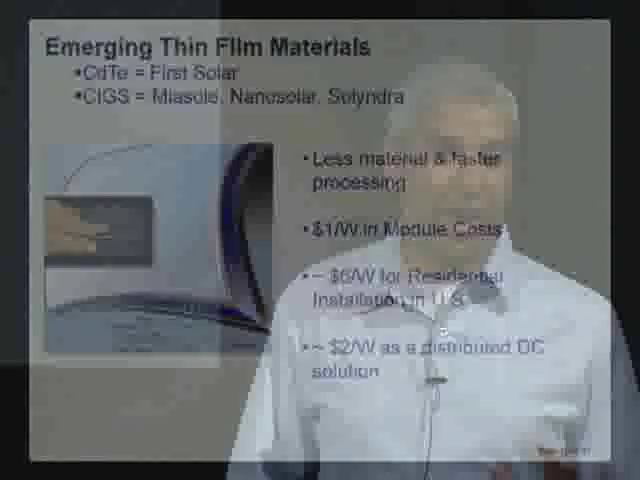 Emerging Thin Film Materials
•CdTe = First Solar
•CIGS = Miasole, Nanosolar, Solyndra
•Less material & faster
processing
•$1/W in Module Costs
•~ $6/W for Residential
Installation in U.S
•~ $2/W as a distributed DC
solution